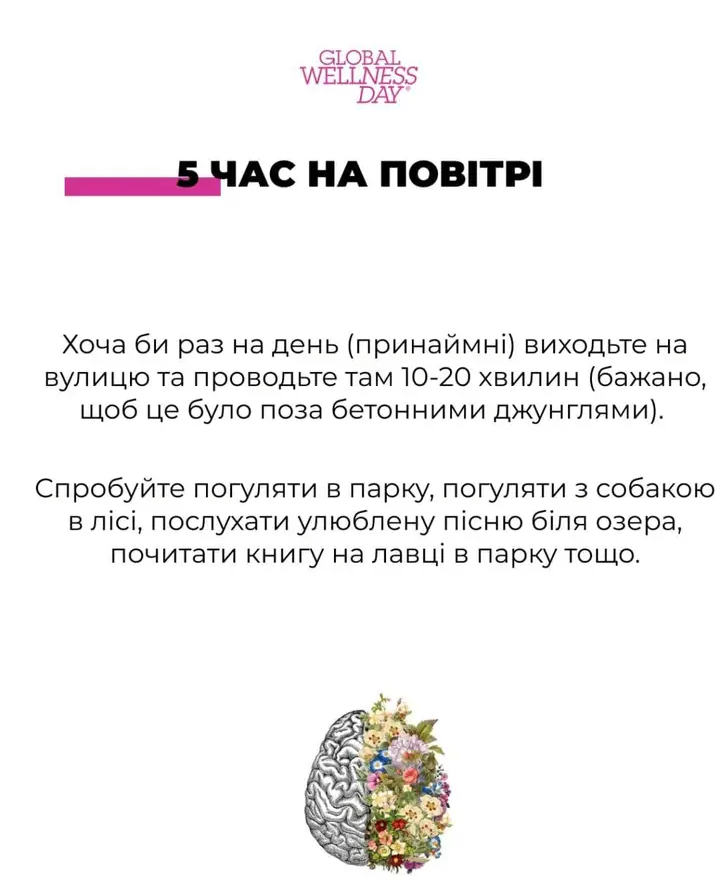 GLOBAL
WELLNESS
DAY®
5 ЧАС НА ПОВІТРІ
Хоча би раз на день (принаймні) виходьте на
вулицю та проводьте там 10-20 хвилин (бажано,
щоб це було поза бетонними джунглями).
Спробуйте погуляти в парку, погуляти з собакою
в лісі, послухати улюблену пісню біля озера,
почитати книгу на лавці в парку тощо.